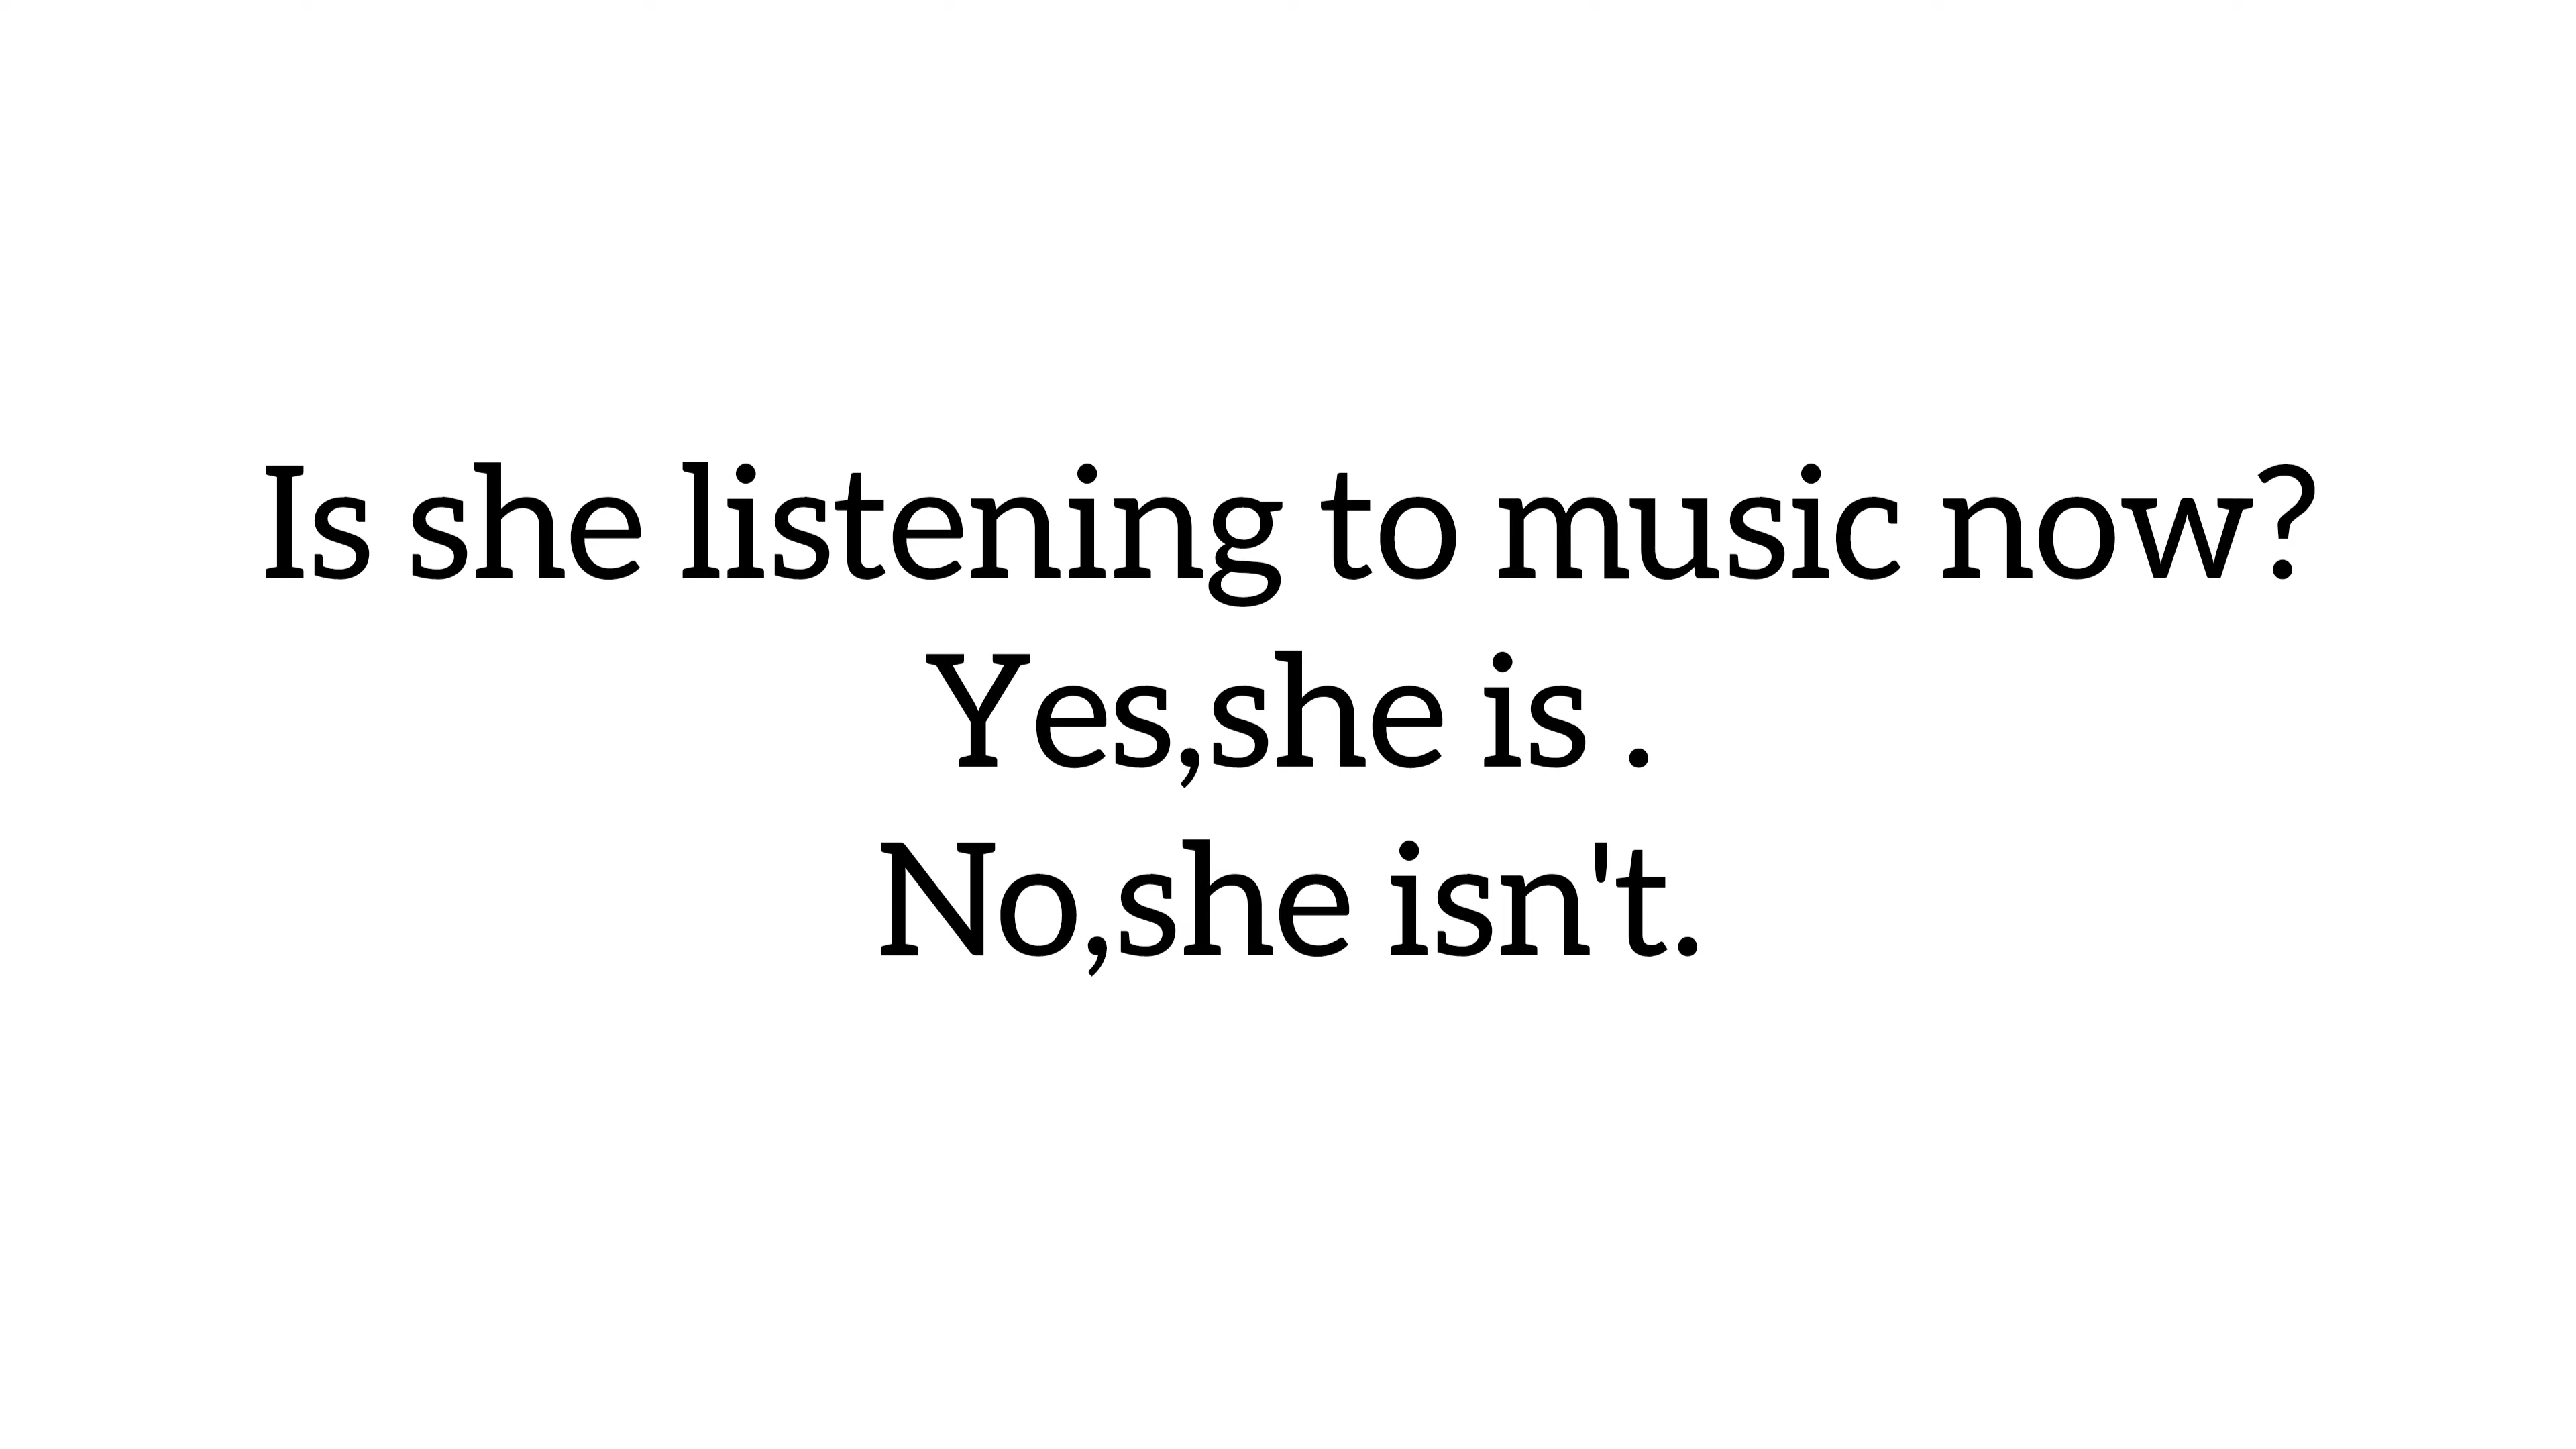 Is she listening to music now?
Yes,she is .
No,she isn't.